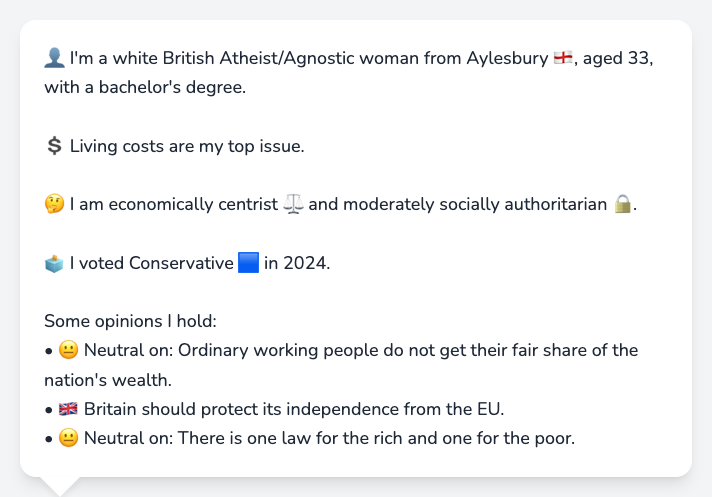 👤 I'm a white British Atheist/Agnostic woman from Aylesbury 🏴󠁧󠁢󠁥󠁮󠁧󠁿, aged 33,
with a bachelor's degree.
💲 Living costs are my top issue.
🤔 I am economically centrist ⚖️ and moderately socially authoritarian 🔒.
🗳️ I voted Conservative 🟦 in 2024.
Some opinions I hold:
• 😐 Neutral on: Ordinary working people do not get their fair share of the
nation's wealth.
• 🇬🇧 Britain should protect its independence from the EU.
• 😐 Neutral on: There is one law for the rich and one for the poor.